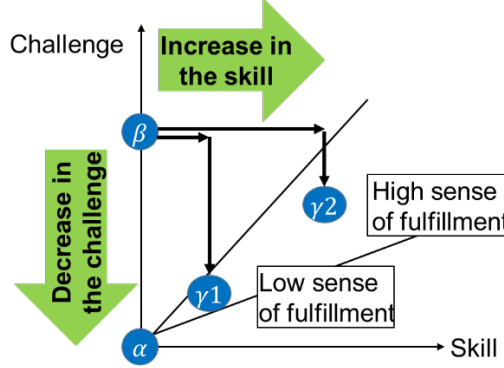 Challenge
Increase in
the skill
β
Decrease in
the challenge
γ2
High sense
of fulfillment
γ1
Low sense
of fulfillment
α
Skill